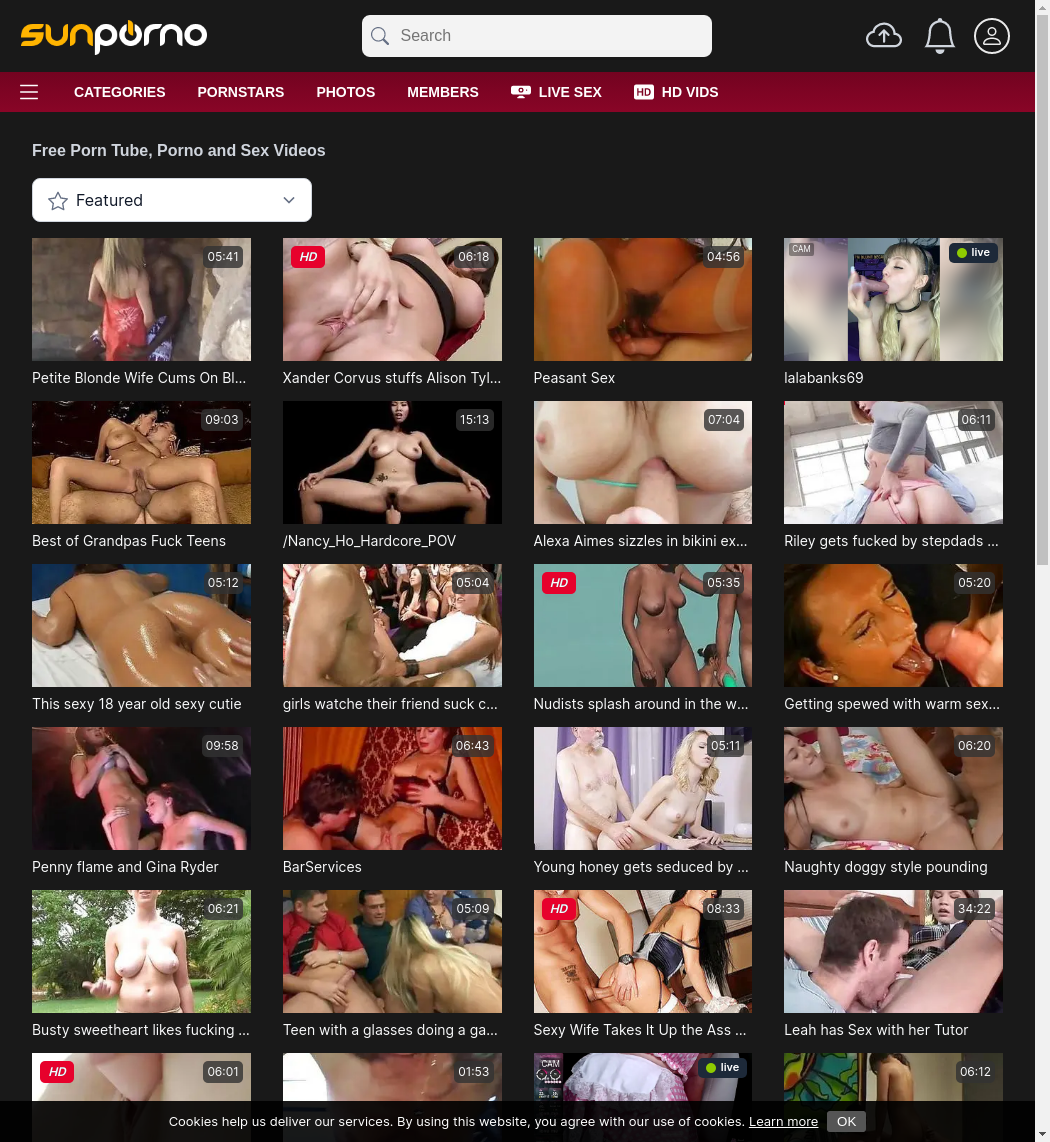 sunporno
Search
CATEGORIES PORNSTARS PHOTOS MEMBERS LIVE SEX HD HD VIDS
Free Porn Tube, Porno and Sex Videos
Featured
05:41 HD 06:18 04:56 CAM live
Petite Blonde Wife Cums On Bl... Xander Corvus stuffs Alison Tyl... Peasant Sex lalabanks69
09:03 15:13 07:04 06:11
Best of Grandpas Fuck Teens /Nancy_Ho_Hardcore_POV Alexa Aimes sizzles in bikini ex... Riley gets fucked by stepdads ...
05:12 05:04 HD 05:35 05:20
This sexy 18 year old sexy cutie girls watche their friend suck c... Nudists splash around in the w... Getting spewed with warm sex...
09:58 06:43 05:11 06:20
Penny flame and Gina Ryder BarServices Young honey gets seduced by ... Naughty doggy style pounding
06:21 05:09 HD 08:33 34:22
Busty sweetheart likes fucking ... Teen with a glasses doing a ga... Sexy Wife Takes It Up the Ass ... Leah has Sex with her Tutor
HD 06:01 01:53 CAM live 06:12
Cookies help us deliver our services. By using this website, you agree with our use of cookies. Learn more OK